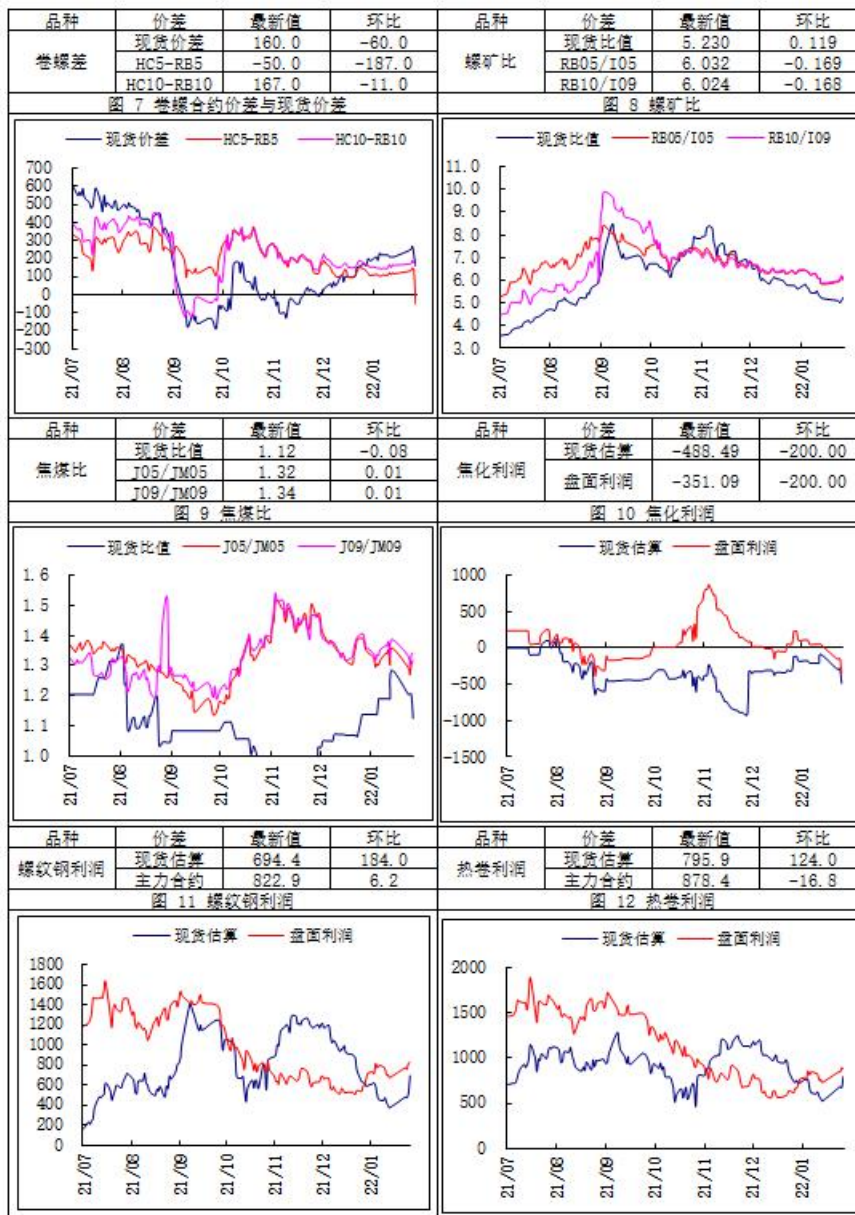 品种 价差 最新值 环比 品种 价差 最新值 环比
卷螺差 现货价差 160.0 -60.0 螺矿比 现货比值 5.230 0.119
HC5-RB5 -50.0 -187.0 RB05/I05 6.032 -0.169
HC10-RB10 167.0 -11.0 RB10/I09 6.024 -0.168
图 7 卷螺合约价差与现货价差 图 8 螺矿比
现货价差 HC5-RB5 HC10-RB10
700
600
500
400
300
200
100
0
-100
-200
-300
21/07 21/08 21/09 21/10 21/11 21/12 22/01
现货比值 RB05/I05 RB10/I09
11.0
10.0
9.0
8.0
7.0
6.0
5.0
4.0
3.0
21/07 21/08 21/09 21/10 21/11 21/12 22/01
品种 价差 最新值 环比 品种 价差 最新值 环比
焦煤比 现货比值 1.12 -0.08 焦化利润 现货估算 -488.49 -200.00
J05/JM05 1.32 0.01 盘面利润 -351.09 -200.00
J09/JM09 1.34 0.01
图 9 焦煤比 图 10 焦化利润
现货比值 J05/JM05 J09/JM09
1.6
1.5
1.4
1.3
1.2
1.1
1.0
21/07 21/08 21/09 21/10 21/11 21/12 22/01
现货估算 盘面利润
1000
500
0
-500
-1000
-1500
21/07 21/08 21/09 21/10 21/11 21/12 22/01
品种 价差 最新值 环比 品种 价差 最新值 环比
螺纹钢利润 现货估算 694.4 184.0 热卷利润 现货估算 795.9 124.0
主力合约 822.9 6.2 主力合约 878.4 -16.8
图 11 螺纹钢利润 图 12 热卷利润
现货估算 盘面利润
1800
1600
1400
1200
1000
800
600
400
200
0
21/07 21/08 21/09 21/10 21/11 21/12 22/01
现货估算 盘面利润
2000
1500
1000
500
0
21/07 21/08 21/09 21/10 21/11 21/12 22/01